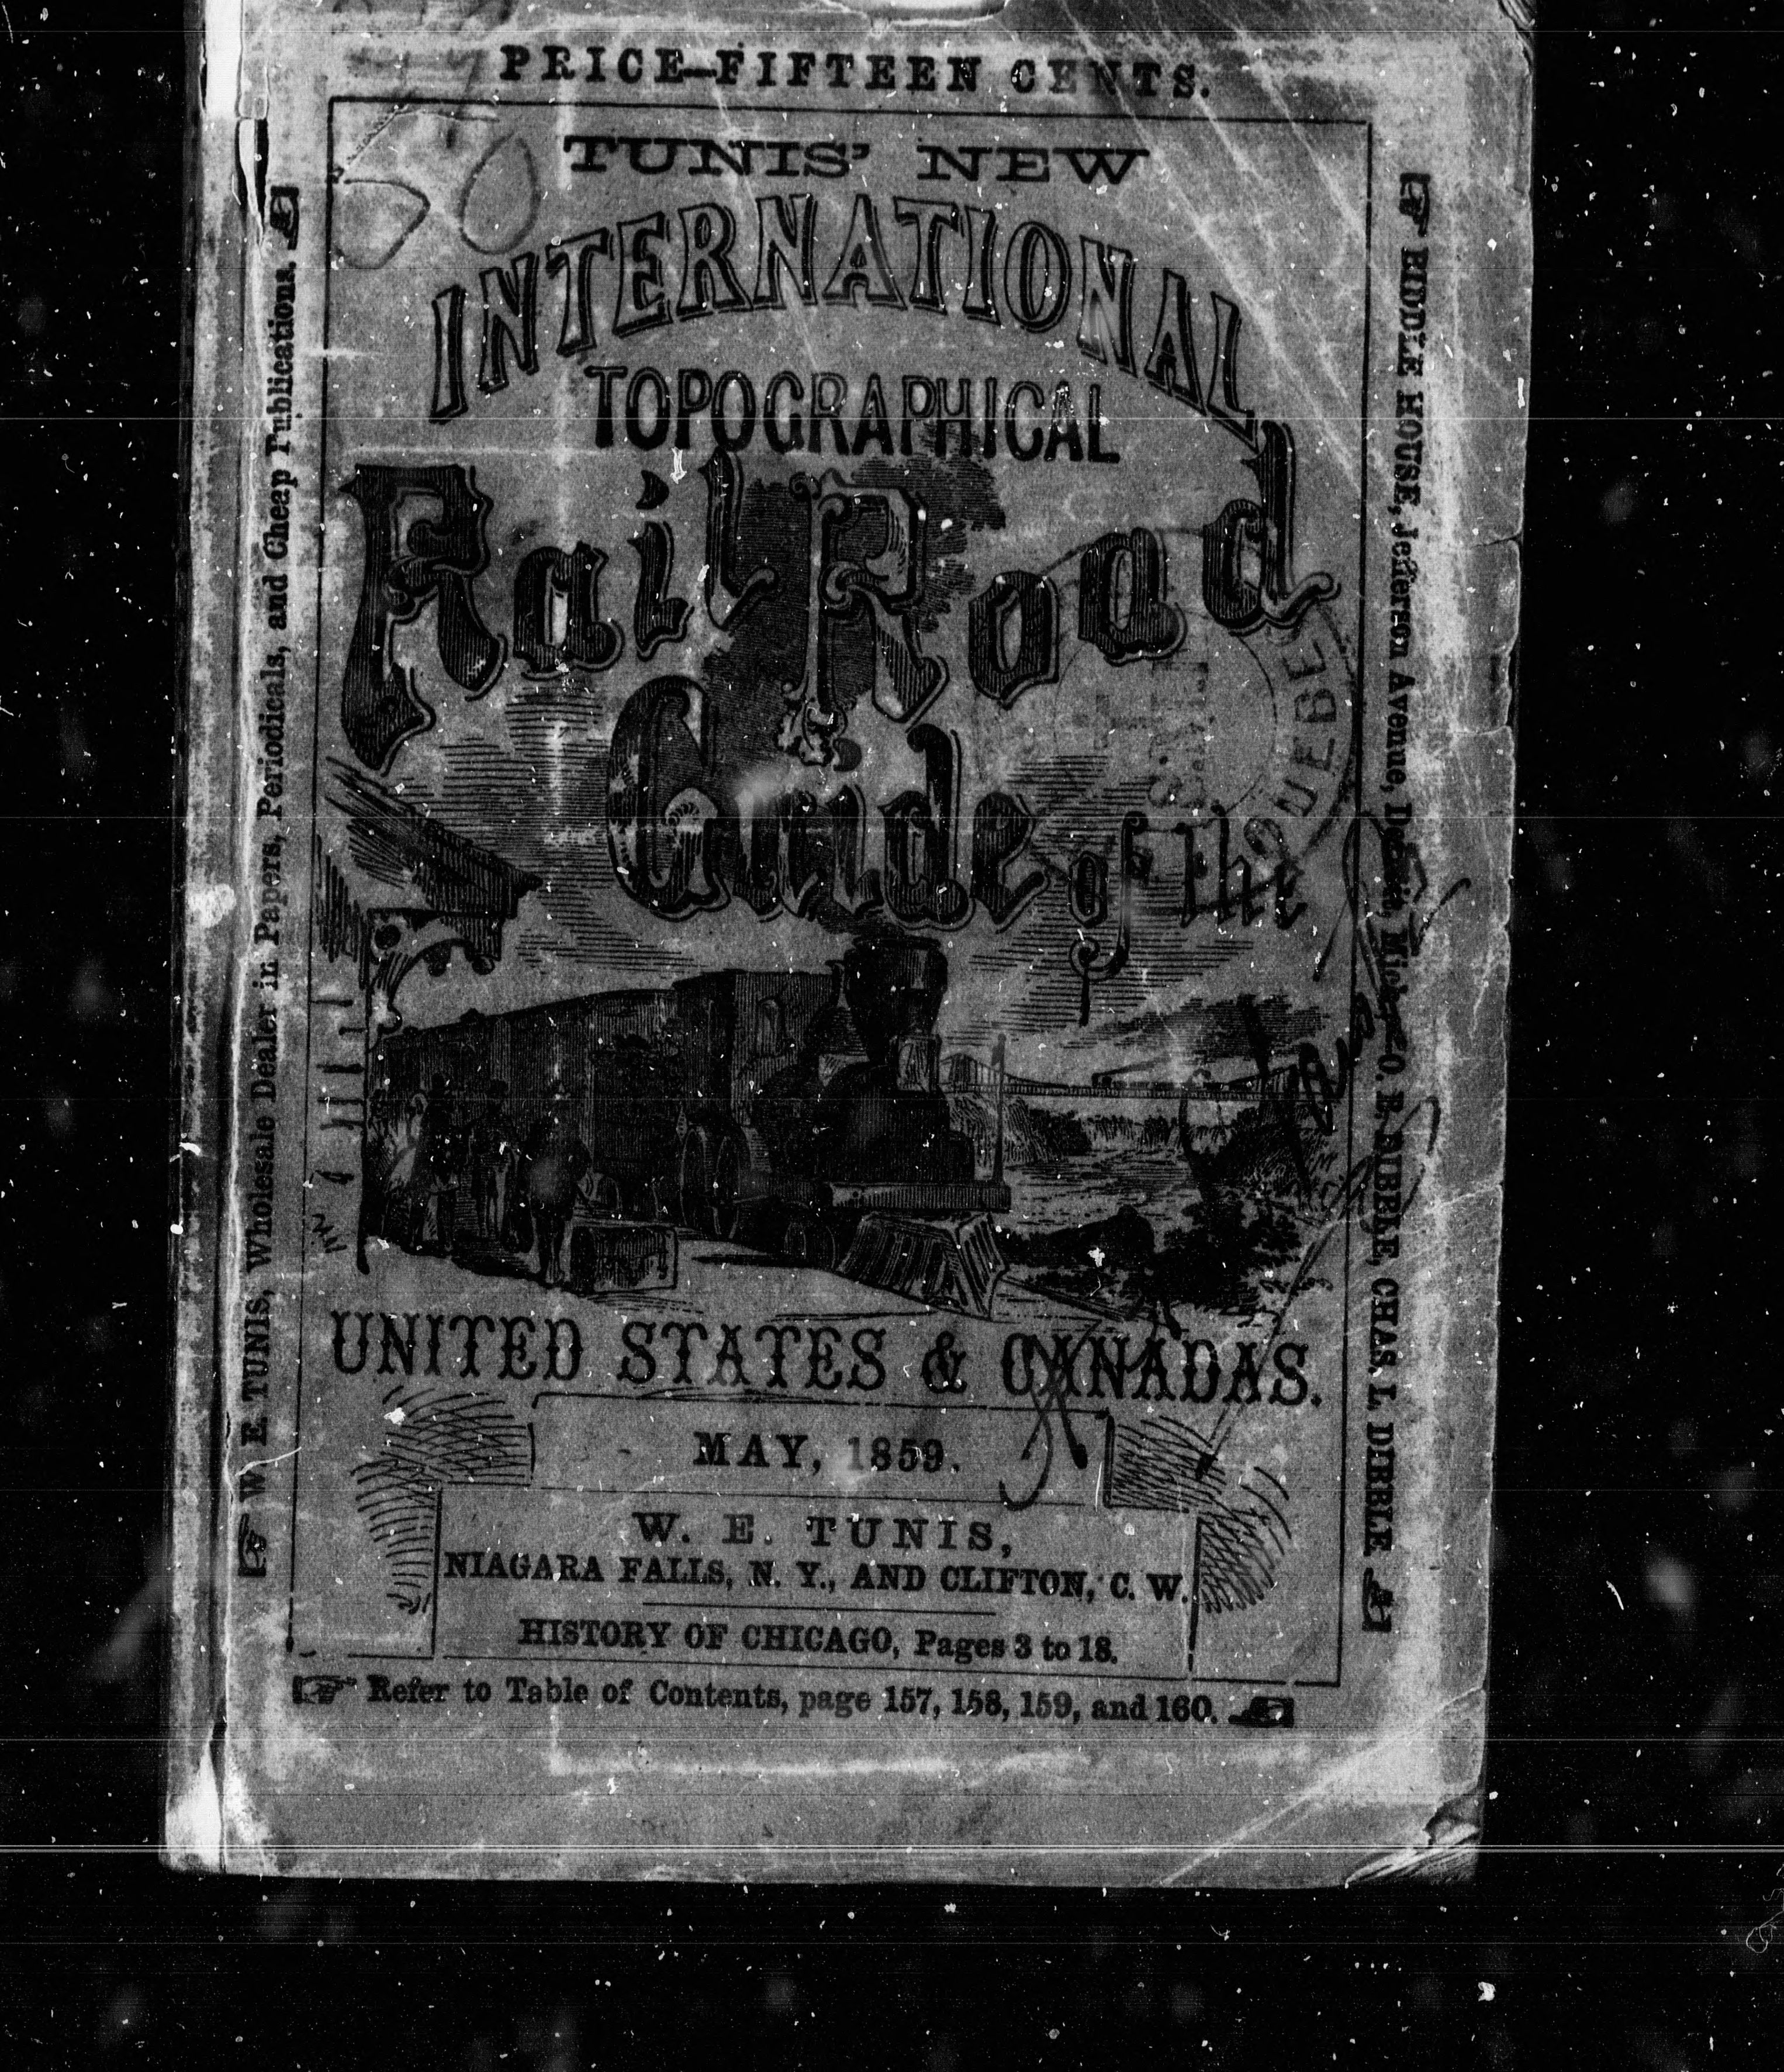 PRICE—FIFTEEN CENTS.
TUNIS' NEW
INTERNATIONAL
TOPOGRAPHICAL
Rail Road
Guide of the
UNITED STATES & CANADAS.
MAY, 1859.
W. E. TUNIS,
NIAGARA FALLS, N. Y., AND CLIFTON, C. W.
HISTORY OF CHICAGO, Pages 3 to 18.
Refer to Table of Contents, page 157, 158, 159, and 160.
W. E. TUNIS, Wholesale Dealer in Papers, Periodicals, and Cheap Publications.
BIDDLE HOUSE, Jefferson Avenue, Detroit, Mich. O. B. DIBBLE, CHAS. L. DIBBLE
50
QUEBE